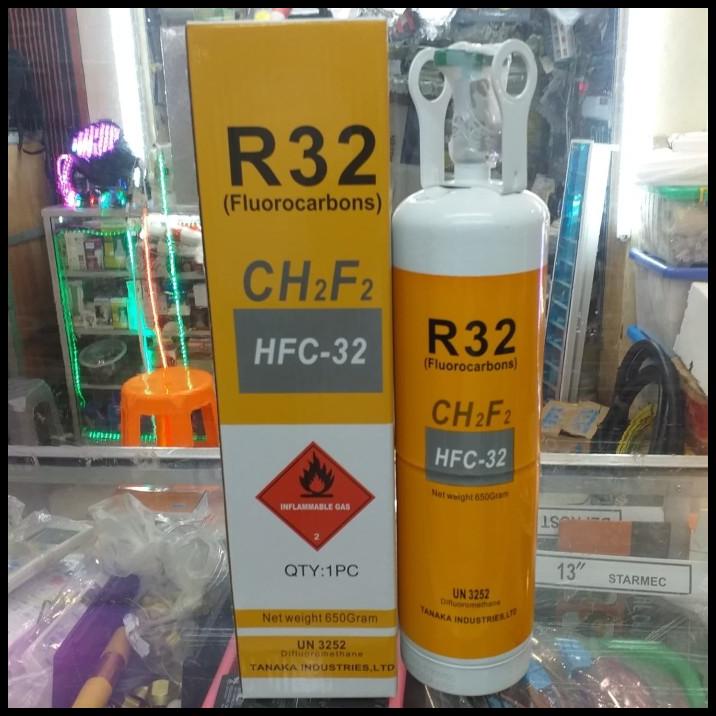 R32
(Fluorocarbons)
CH₂F₂
HFC-32
INFLAMMABLE GAS
2
QTY:1PC
Net weight 650Gram
UN 3252
Difluoromethane
TANAKA INDUSTRIES,LTD
R32
(Fluorocarbons)
CH₂F₂
HFC-32
Net weight 650Gram
UN 3252
Difluoromethane
TANAKA INDUSTRIES,LTD
DEFROST
13″ STARMEC